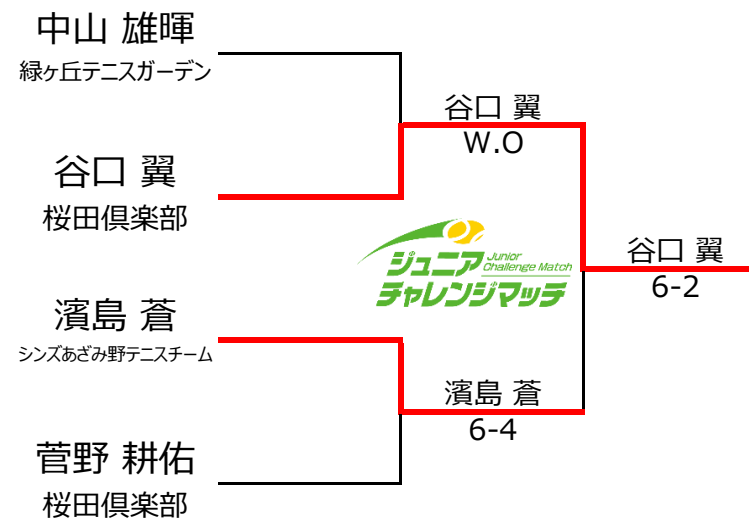 中山 雄暉
緑ヶ丘テニスガーデン
谷口 翼
W.O
谷口 翼
桜田倶楽部
ジュニア
Junior
Challenge Match
チャレンジマッチ
谷口 翼
6-2
濱島 蒼
シンズあざみ野テニスチーム
濱島 蒼
6-4
菅野 耕佑
桜田倶楽部